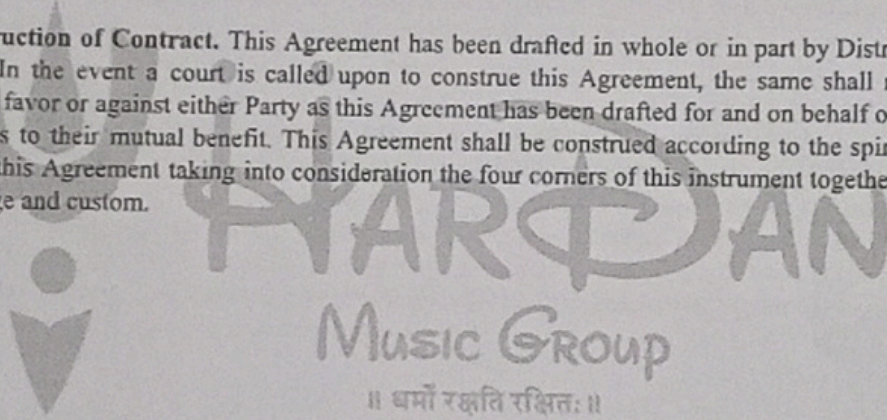 uction of Contract. This Agreement has been drafted in whole or in part by Distr
In the event a court is called upon to construe this Agreement, the same shall
favor or against either Party as this Agreement has been drafted for and on behalf o
s to their mutual benefit. This Agreement shall be construed according to the spir
his Agreement taking into consideration the four corners of this instrument togethe
e and custom.
HARDAN
Music Group
॥ धर्मो रक्षति रक्षितः ॥